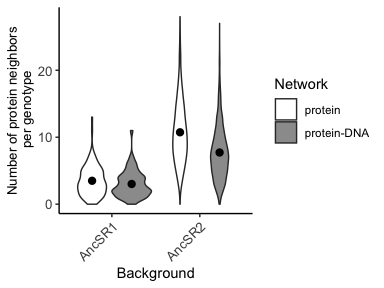 Number of protein neighbors
per genotype
20
10
0
AncSR1
AncSR2
Background
Network
protein
protein-DNA